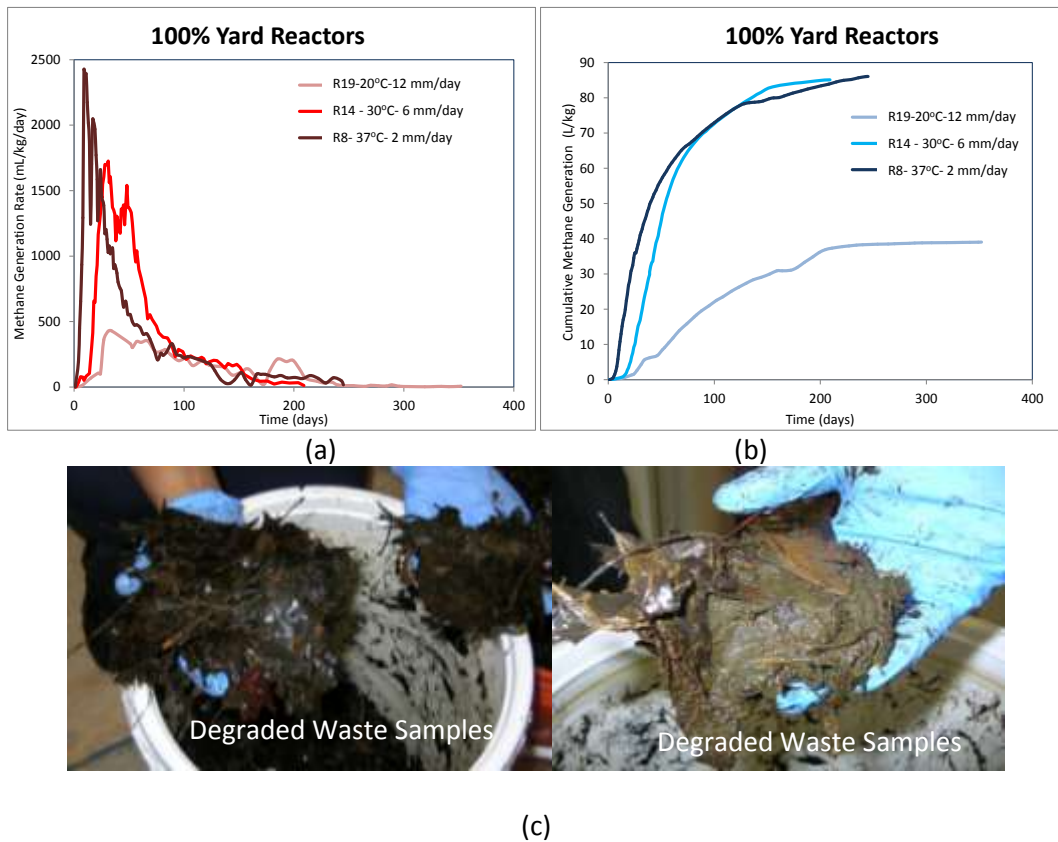 100% Yard Reactors
2500
2000
1500
1000
500
0
Methane Generation Rate (mL/kg/day)
R19-20°C-12 mm/day
R14 - 30°C- 6 mm/day
R8- 37°C- 2 mm/day
0 100 200 300 400
Time (days)
(a)
100% Yard Reactors
90
80
70
60
50
40
30
20
10
0
Cumulative Methane Generation (L/kg)
R19-20°C-12 mm/day
R14 - 30°C- 6 mm/day
R8- 37°C- 2 mm/day
0 100 200 300 400
Time (days)
(b)
Degraded Waste Samples
Degraded Waste Samples
(c)